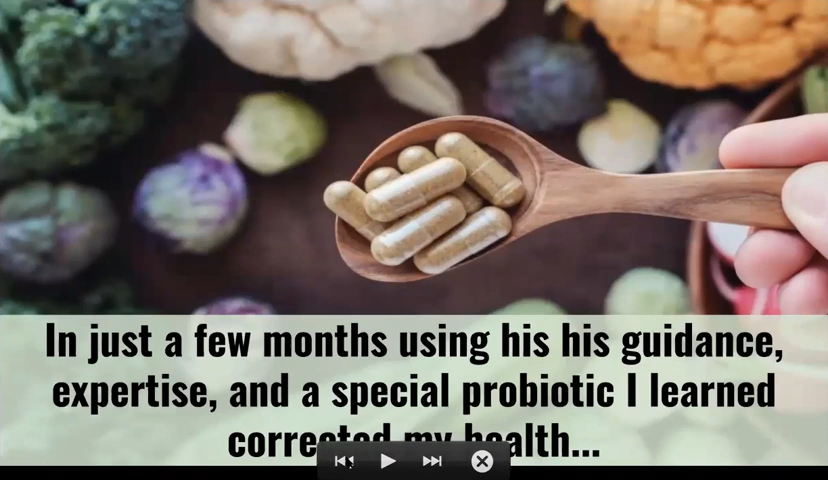 In just a few months using his his guidance,
expertise, and a special probiotic I learned
corrected my health...